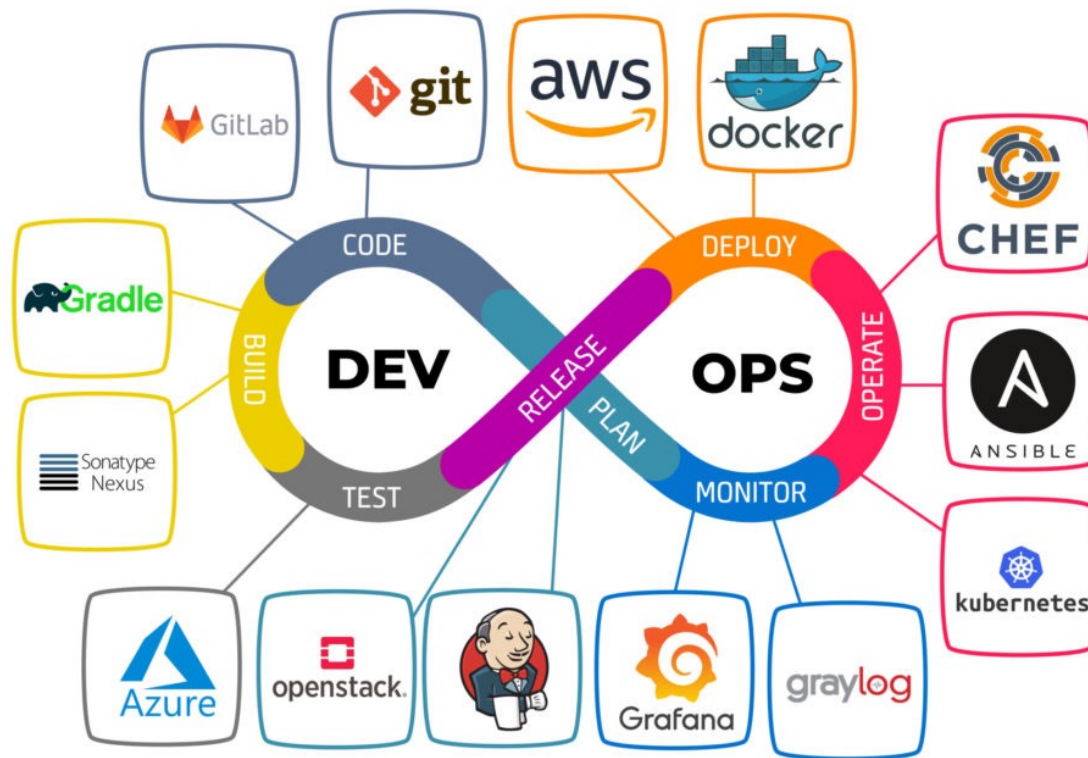 GitLab
git
aws
docker
CHEF
CODE
DEPLOY
Gradle
BUILD
DEV
RELEASE
OPS
OPERATE
PLAN
ANSIBLE
Sonatype
Nexus
TEST
MONITOR
kubernetes
Azure
openstack.
Grafana
graylog